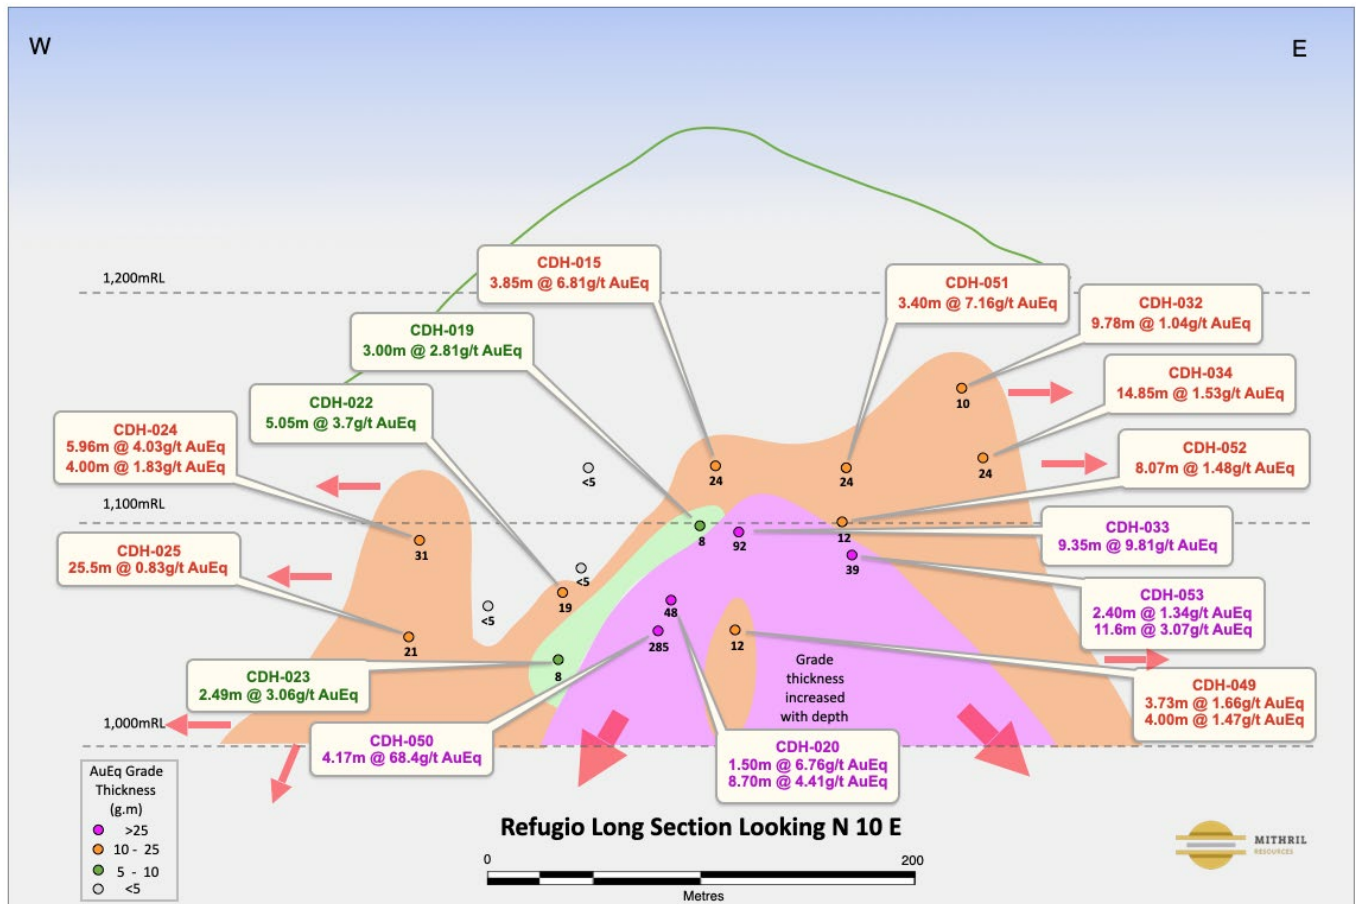 W
E
1,200mRL
CDH-015
3.85m @ 6.81g/t AuEq
CDH-051
3.40m @ 7.16g/t AuEq
CDH-032
9.78m @ 1.04g/t AuEq
CDH-019
3.00m @ 2.81g/t AuEq
CDH-034
14.85m @ 1.53g/t AuEq
CDH-022
5.05m @ 3.7g/t AuEq
10
CDH-024
5.96m @ 4.03g/t AuEq
4.00m @ 1.83g/t AuEq
CDH-052
8.07m @ 1.48g/t AuEq
<5
24
24
24
1,100mRL
CDH-033
9.35m @ 9.81g/t AuEq
8
92
12
31
CDH-025
25.5m @ 0.83g/t AuEq
39
<5
CDH-053
2.40m @ 1.34g/t AuEq
11.6m @ 3.07g/t AuEq
<5
19
48
21
285
12
Grade
thickness
increased
with depth
8
CDH-023
2.49m @ 3.06g/t AuEq
CDH-049
3.73m @ 1.66g/t AuEq
4.00m @ 1.47g/t AuEq
1,000mRL
CDH-050
4.17m @ 68.4g/t AuEq
CDH-020
1.50m @ 6.76g/t AuEq
8.70m @ 4.41g/t AuEq
AuEq Grade
Thickness
(g.m)
>25
10 - 25
5 - 10
<5
Refugio Long Section Looking N 10 E
0
200
Metres
MITHRIL
RESOURCES